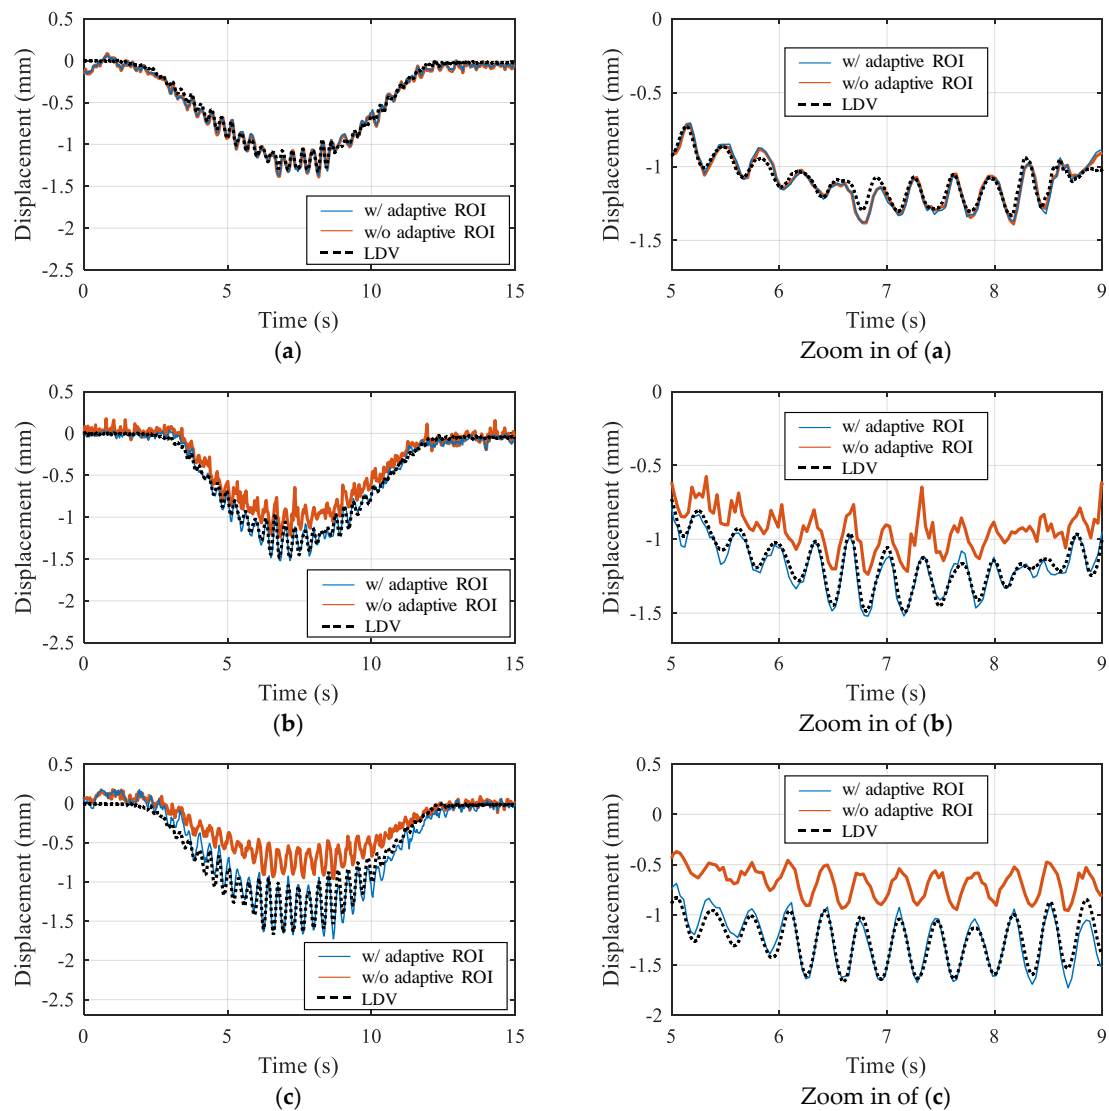 0.5
0
-0.5
-1
-1.5
-2
-2.5
Displacement (mm)
w/ adaptive ROI
w/o adaptive ROI
LDV
0 5 10 15
Time (s)
(a)
0
-0.5
-1
-1.5
Displacement (mm)
w/ adaptive ROI
w/o adaptive ROI
LDV
5 6 7 8 9
Time (s)
Zoom in of (a)
0.5
0
-0.5
-1
-1.5
-2
-2.5
Displacement (mm)
w/ adaptive ROI
w/o adaptive ROI
LDV
0 5 10 15
Time (s)
(b)
0
-0.5
-1
-1.5
Displacement (mm)
w/ adaptive ROI
w/o adaptive ROI
LDV
5 6 7 8 9
Time (s)
Zoom in of (b)
0.5
0
-0.5
-1
-1.5
-2
-2.5
Displacement (mm)
w/ adaptive ROI
w/o adaptive ROI
LDV
0 5 10 15
Time (s)
(c)
0.5
0
-0.5
-1
-1.5
-2
Displacement (mm)
w/ adaptive ROI
w/o adaptive ROI
LDV
5 6 7 8 9
Time (s)
Zoom in of (c)